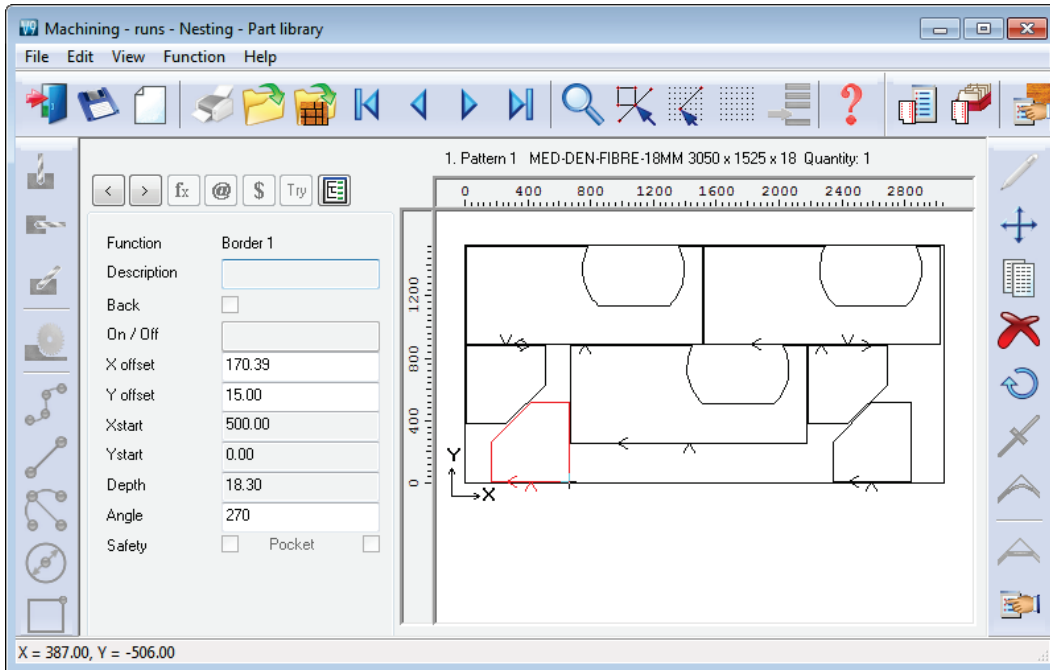 Machining - runs - Nesting - Part library
File Edit View Function Help
1. Pattern 1 MED-DEN-FIBRE-18MM 3050 x 1525 x 18 Quantity: 1
< > fx @ $ Try
0 400 800 1200 1600 2000 2400 2800
Function Border 1
Description
Back
On / Off
X offset 170.39
Y offset 15.00
Xstart 500.00
Ystart 0.00
Depth 18.30
Angle 270
Safety Pocket
1200
800
400
0
Y
X
X = 387.00, Y = -506.00